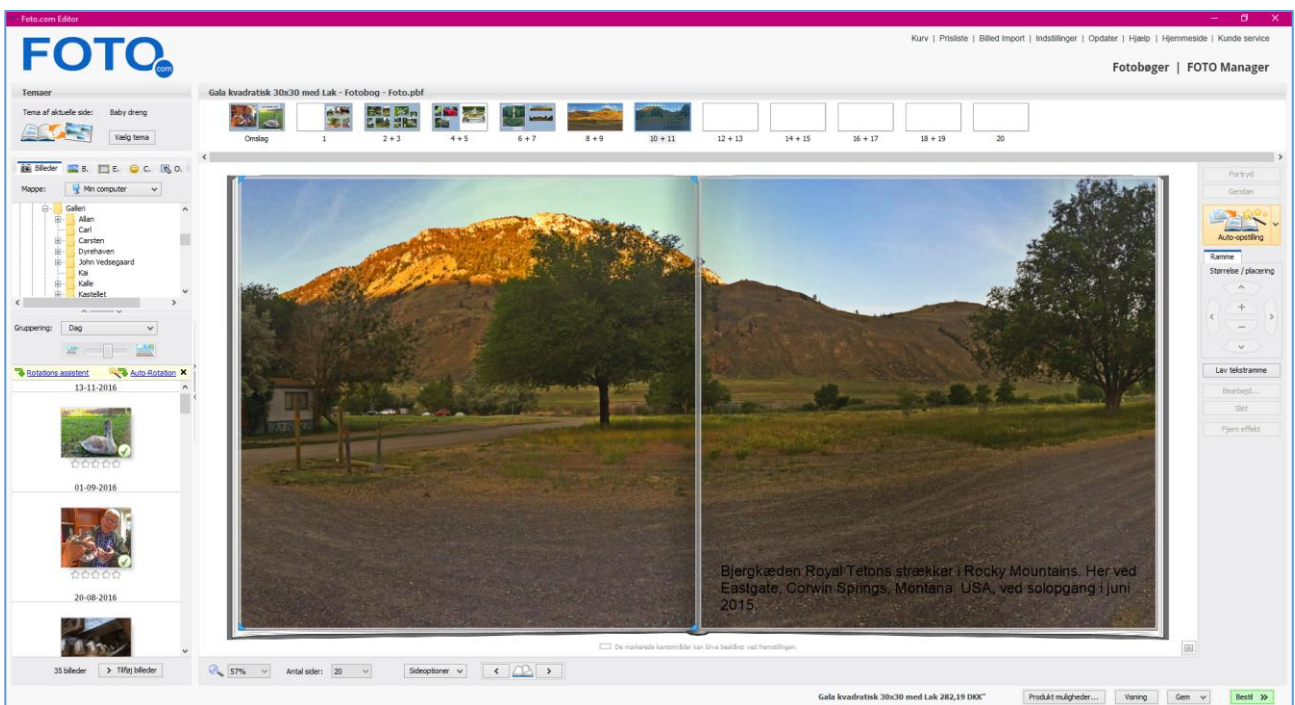 Foto.com Editor
FOTO.com
Kurv | Prisliste | Billed Import | Indstillinger | Opdater | Hjælp | Hjemmeside | Kunde service
Fotobøger | FOTO Manager
Temaer
Tema af aktuelle side: Baby dreng
Vælg tema
Gala kvadratisk 30x30 med Lak - Fotobog - Foto.pbf
Omslag 1 2 + 3 4 + 5 6 + 7 8 + 9 10 + 11 12 + 13 14 + 15 16 + 17 18 + 19 20
Billeder B. E. C. O.
Mappe: Min computer
Galleri
Allan
Carl
Carsten
Dyrehaven
John Vedsegaard
Kai
Kalle
Kastellet
Gruppering: Dag
Rotations assistent Auto-Rotation
13-11-2016
01-09-2016
20-08-2016
35 billeder Tilføj billeder
Bjergkæden Royal Tetons strækker i Rocky Mountains. Her ved
Eastgate, Corwin Springs, Montana. USA, ved solopgang i juni
2015.
De markerede kantområder kan blive beskåret ved fremstillingen.
Fortryd
Gendan
Auto-opstilling
Ramme
Størrelse / placering
Lav tekstramme
Bearbejd...
Slet
Fjern effekt
57% Antal sider: 20 Sideoptioner
Gala kvadratisk 30x30 med Lak 282,19 DKK*
Produkt muligheder... Visning Gem Bestil